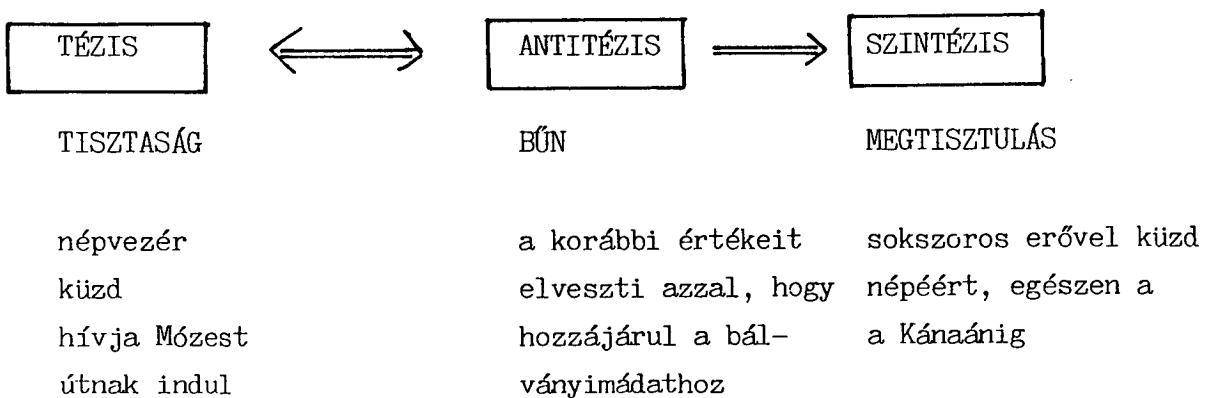 TÉZIS
ANTITÉZIS
SZINTÉZIS
TISZTASÁG
BŰN
MEGTISZTULÁS
népvezér
küzd
hívja Mózest
útnak indul
a korábbi értékeit
elveszti azzal, hogy
hozzájárul a bál-
ványimádathoz
sokszoros erővel küzd
népéért, egészen a
a Kánaánig